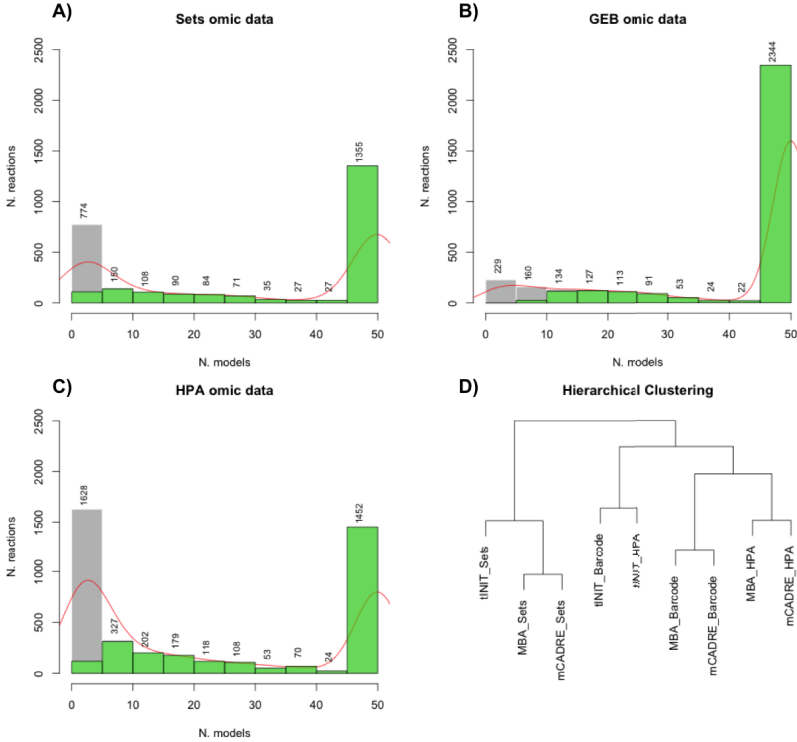 A)
Sets omic data
N. reactions
2500
2000
1500
1000
500
0
774
150
108
90
84
71
35
27
27
1355
0
10
20
30
40
50
N. models
B)
GEB omic data
N. reactions
2500
2000
1500
1000
500
0
229
160
134
127
113
91
53
24
22
2344
0
10
20
30
40
50
N. models
C)
HPA omic data
N. reactions
2500
2000
1500
1000
500
0
1628
327
202
179
118
108
53
70
24
1452
0
10
20
30
40
50
N. models
D)
Hierarchical Clustering
tINIT_Sets
MBA_Sets
mCADRE_Sets
tINIT_Barcode
tINIT_HPA
MBA_Barcode
mCADRE_Barcode
MBA_HPA
mCADRE_HPA